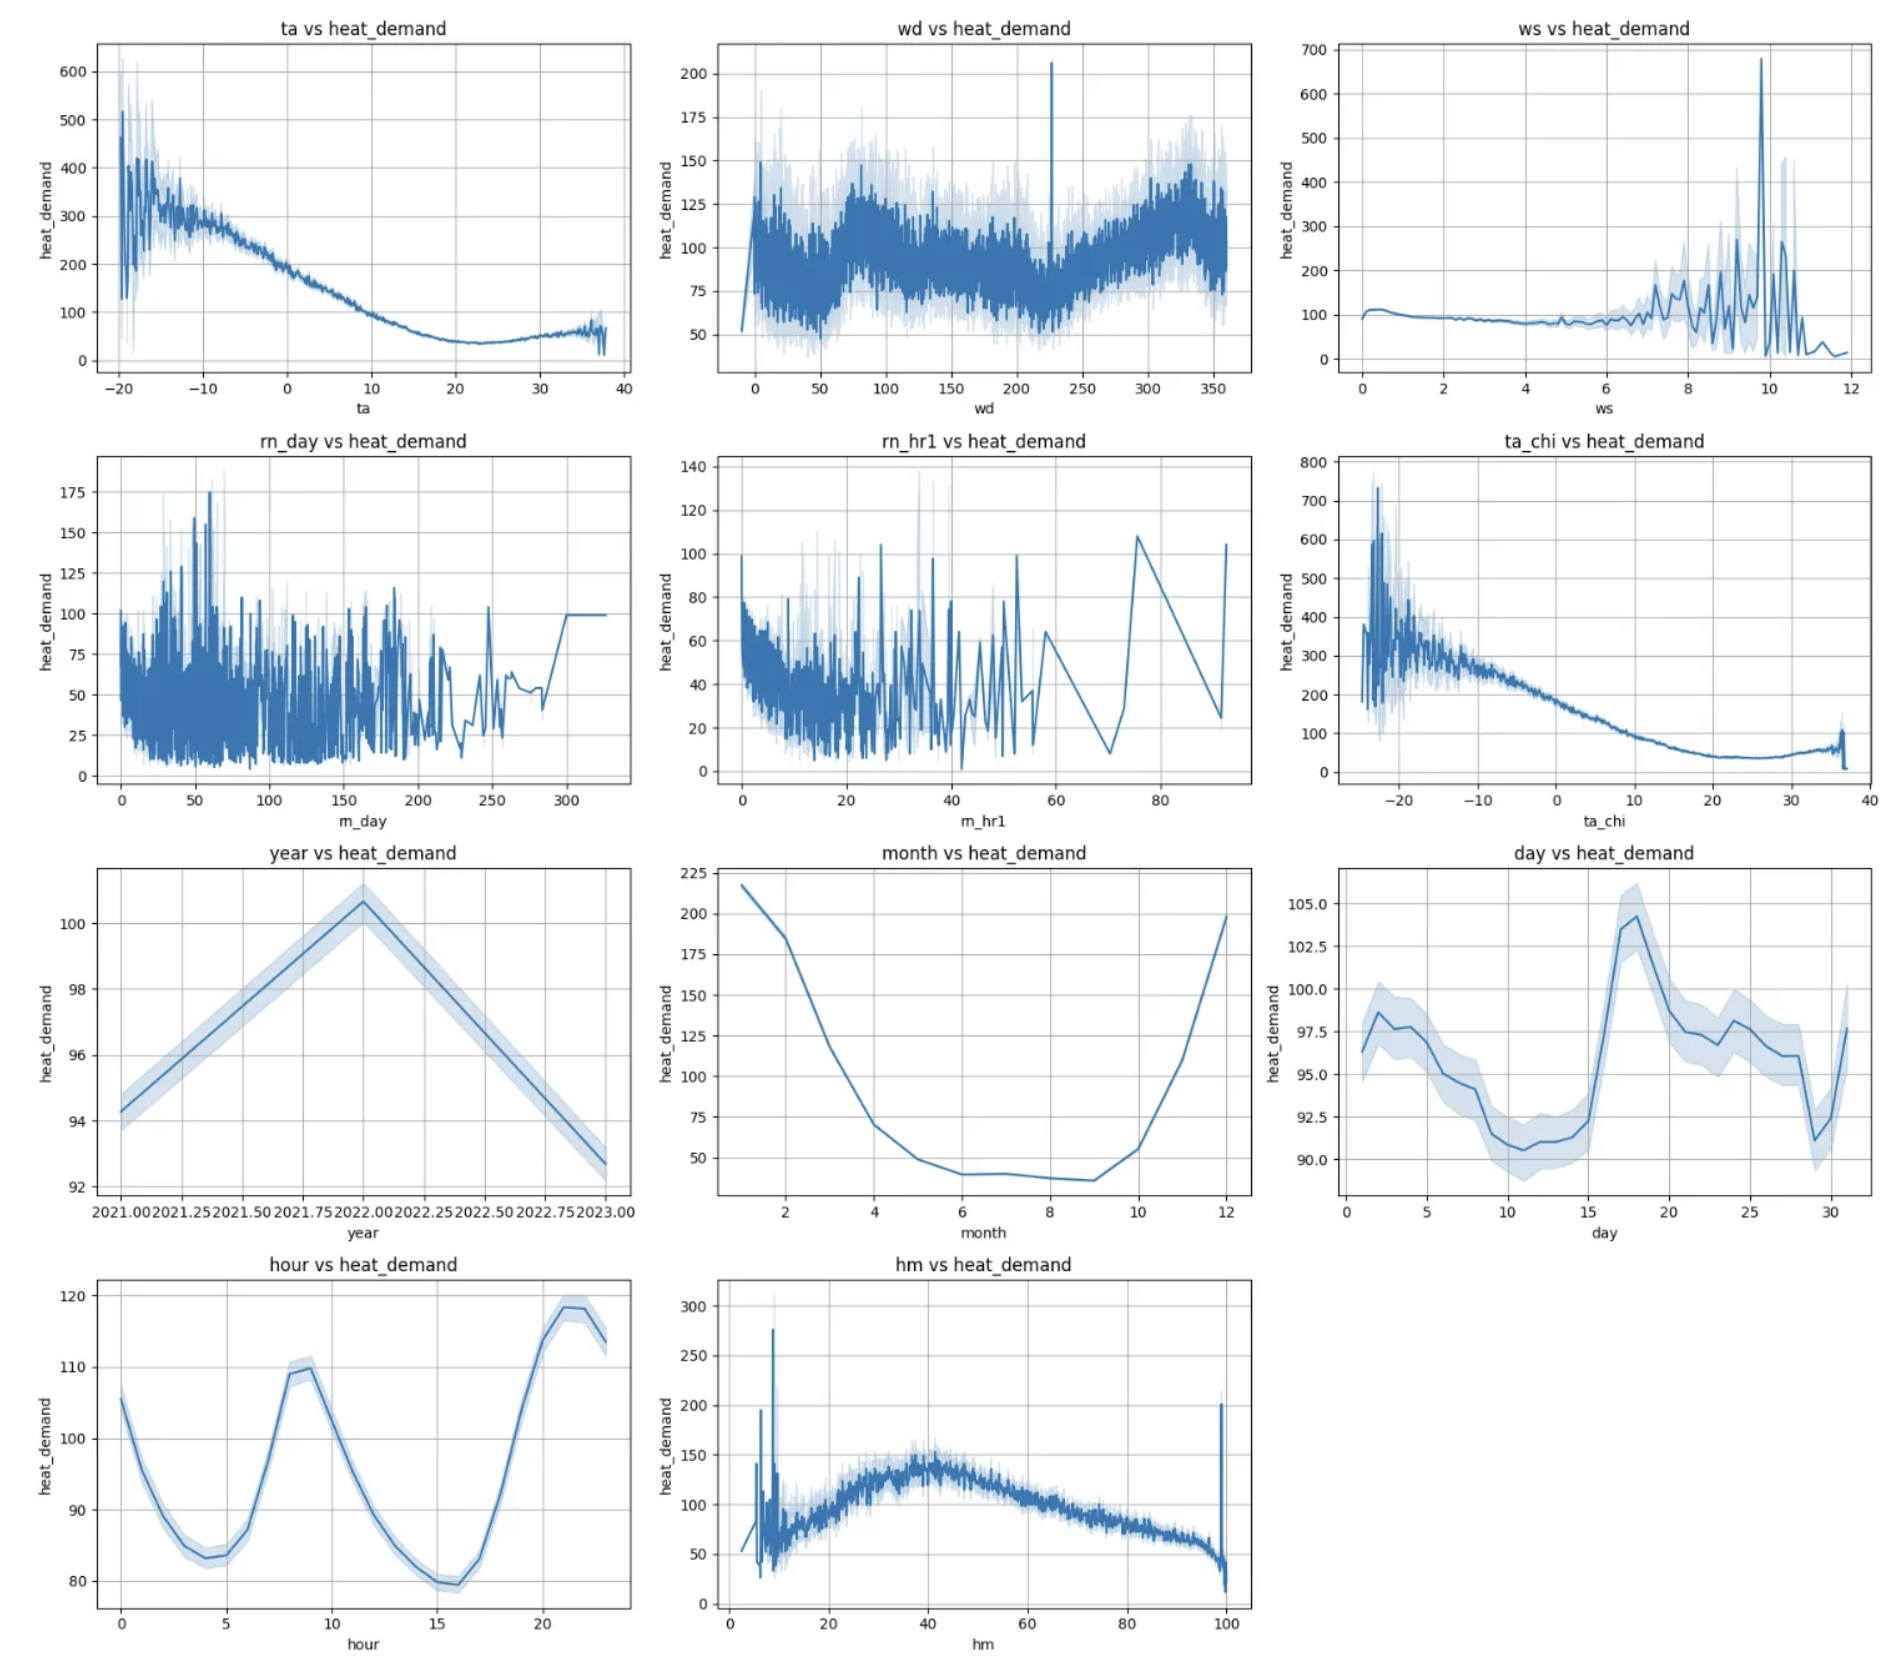 ta vs heat_demand
heat_demand
600
500
400
300
200
100
0
−20 −10 0 10 20 30 40
ta
wd vs heat_demand
heat_demand
200
175
150
125
100
75
50
0 50 100 150 200 250 300 350
wd
ws vs heat_demand
heat_demand
700
600
500
400
300
200
100
0
0 2 4 6 8 10 12
ws
rn_day vs heat_demand
heat_demand
175
150
125
100
75
50
25
0
0 50 100 150 200 250 300
rn_day
rn_hr1 vs heat_demand
heat_demand
140
120
100
80
60
40
20
0
0 20 40 60 80
rn_hr1
ta_chi vs heat_demand
heat_demand
800
700
600
500
400
300
200
100
0
−20 −10 0 10 20 30 40
ta_chi
year vs heat_demand
heat_demand
100
98
96
94
92
2021.00 2021.25 2021.50 2021.75 2022.00 2022.25 2022.50 2022.75 2023.00
year
month vs heat_demand
heat_demand
225
200
175
150
125
100
75
50
2 4 6 8 10 12
month
day vs heat_demand
heat_demand
105.0
102.5
100.0
97.5
95.0
92.5
90.0
0 5 10 15 20 25 30
day
hour vs heat_demand
heat_demand
120
110
100
90
80
0 5 10 15 20
hour
hm vs heat_demand
heat_demand
300
250
200
150
100
50
0
0 20 40 60 80 100
hm